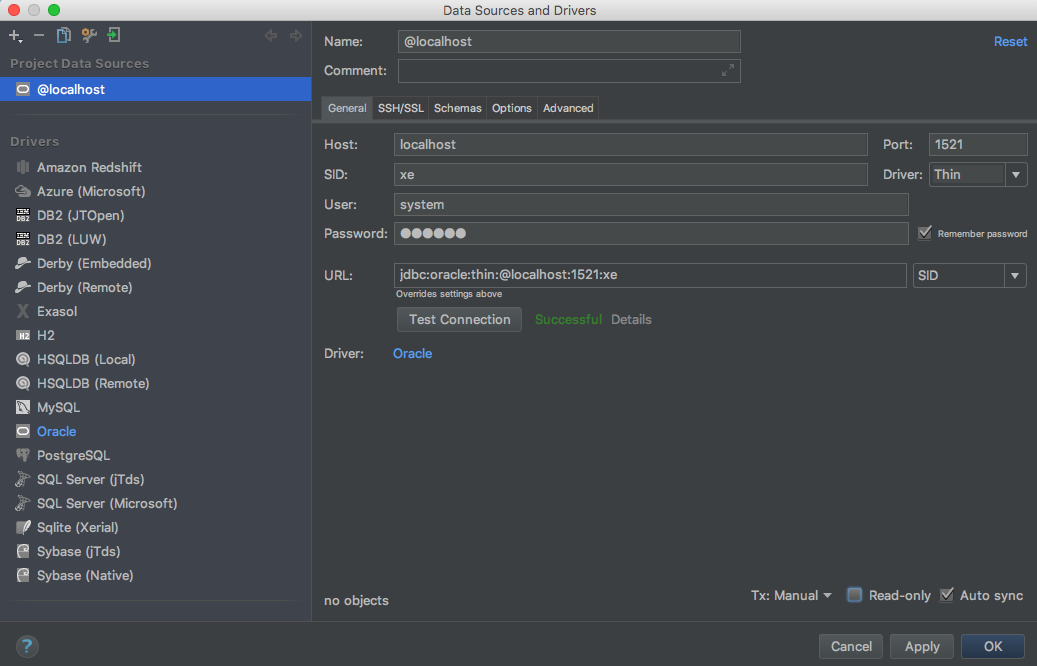 Data Sources and Drivers
Project Data Sources
@localhost
Drivers
Amazon Redshift
Azure (Microsoft)
DB2 (JTOpen)
DB2 (LUW)
Derby (Embedded)
Derby (Remote)
Exasol
H2
HSQLDB (Local)
HSQLDB (Remote)
MySQL
Oracle
PostgreSQL
SQL Server (jTds)
SQL Server (Microsoft)
Sqlite (Xerial)
Sybase (jTds)
Sybase (Native)
Name: @localhost Reset
Comment:
General SSH/SSL Schemas Options Advanced
Host: localhost Port: 1521
SID: xe Driver: Thin
User: system
Password: ●●●●●● Remember password
URL: jdbc:oracle:thin:@localhost:1521:xe SID
Overrides settings above
Test Connection Successful Details
Driver: Oracle
no objects Tx: Manual Read-only Auto sync
? Cancel Apply OK